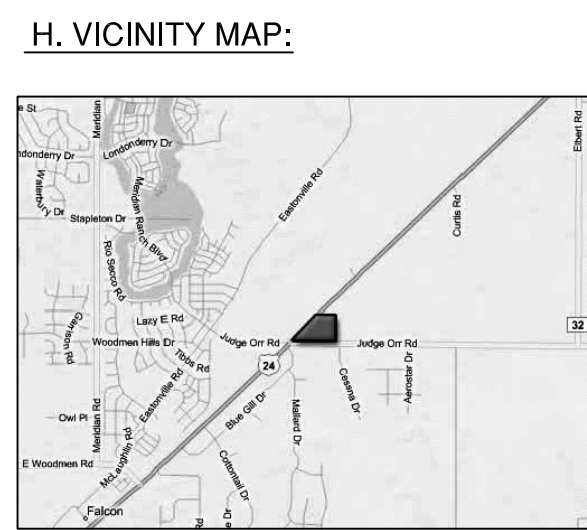 H. VICINITY MAP:
e St
Meridian
Elbert Rd
ndonderry Dr
Londonderry Dr
Waterbury Dr
Eastonville Rd
Curtis Rd
Stapleton Dr
Meridian Ranch Blvd
Rio Secco Rd
Garrison Rd
Lazy E Rd
32
Woodmen Hills Dr
Judge Orr Rd
Judge Orr Rd
Tibbs Rd
24
Eastonville Rd
Blue Gill Dr
Cessna Dr
Aerostar Dr
Mallard Dr
Owl Pl
Meridian Rd
McLaughlin Rd
E Woodmen Rd
Cottontail Dr
Falcon
Rd
e Dr